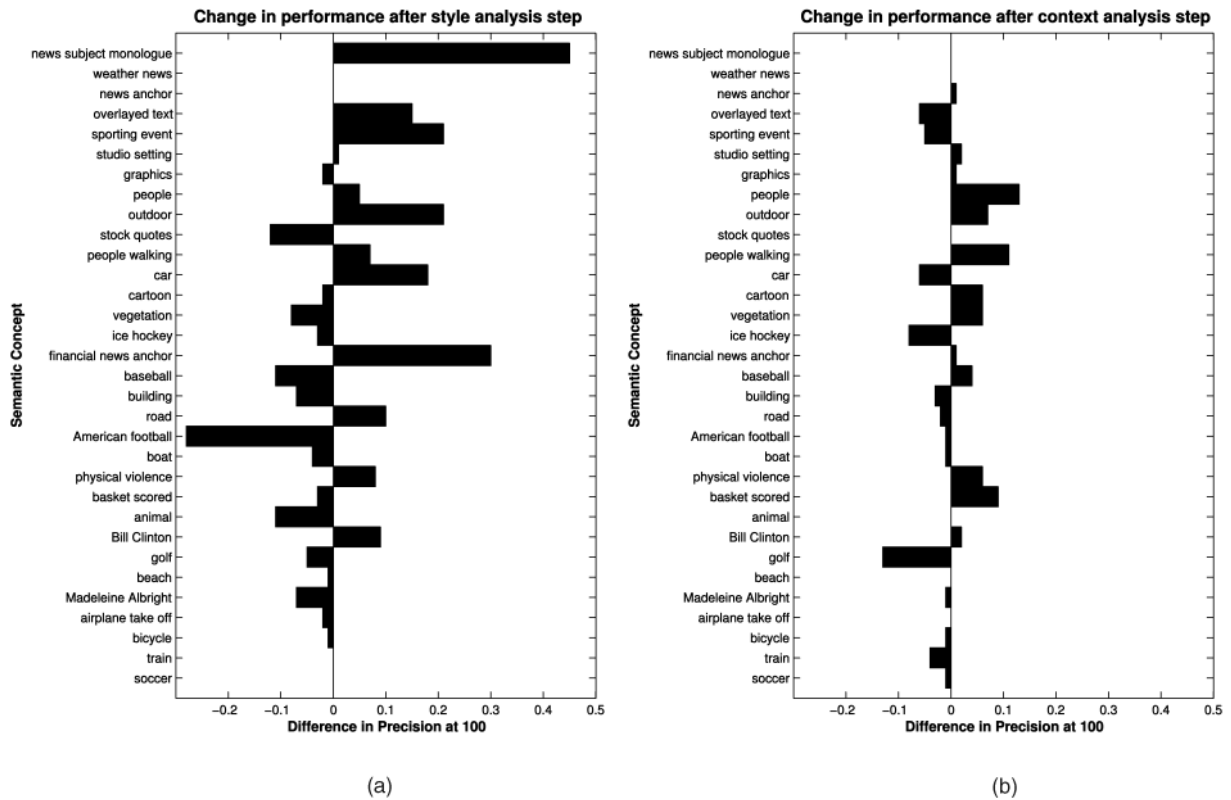 Change in performance after style analysis step
news subject monologue
weather news
news anchor
overlayed text
sporting event
studio setting
graphics
people
outdoor
stock quotes
people walking
car
cartoon
vegetation
ice hockey
financial news anchor
baseball
building
road
American football
boat
physical violence
basket scored
animal
Bill Clinton
golf
beach
Madeleine Albright
airplane take off
bicycle
train
soccer
Semantic Concept
−0.2 −0.1 0 0.1 0.2 0.3 0.4 0.5
Difference in Precision at 100
(a)
Change in performance after context analysis step
news subject monologue
weather news
news anchor
overlayed text
sporting event
studio setting
graphics
people
outdoor
stock quotes
people walking
car
cartoon
vegetation
ice hockey
financial news anchor
baseball
building
road
American football
boat
physical violence
basket scored
animal
Bill Clinton
golf
beach
Madeleine Albright
airplane take off
bicycle
train
soccer
Semantic Concept
−0.2 −0.1 0 0.1 0.2 0.3 0.4 0.5
Difference in Precision at 100
(b)